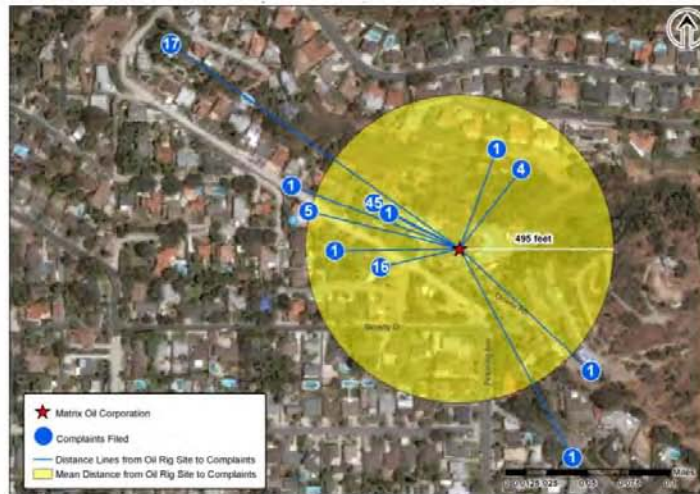 17
1
4
1
45
5
1
495 feet
1
16
1
1
Matrix Oil Corporation
Complaints Filed
Distance Lines from Oil Rig Site to Complaints
Mean Distance from Oil Rig Site to Complaints
Miles